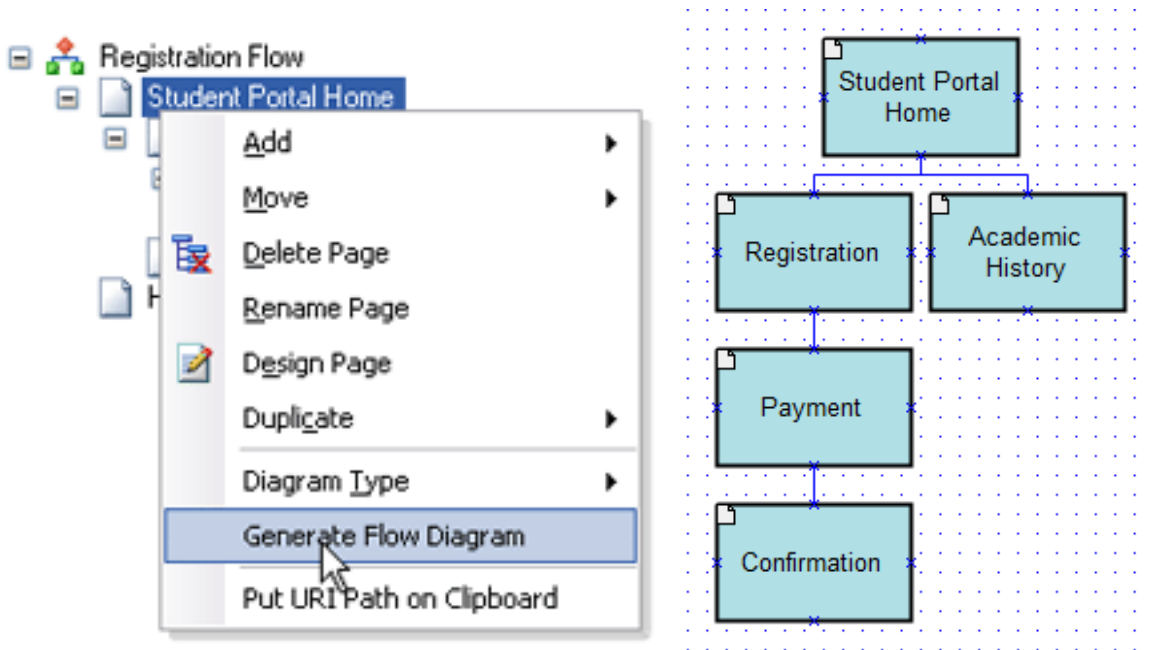 Registration Flow
Student Portal Home
Add
Move
Delete Page
Rename Page
Design Page
Duplicate
Diagram Type
Generate Flow Diagram
Put URI Path on Clipboard
Student Portal
Home
Registration
Academic
History
Payment
Confirmation